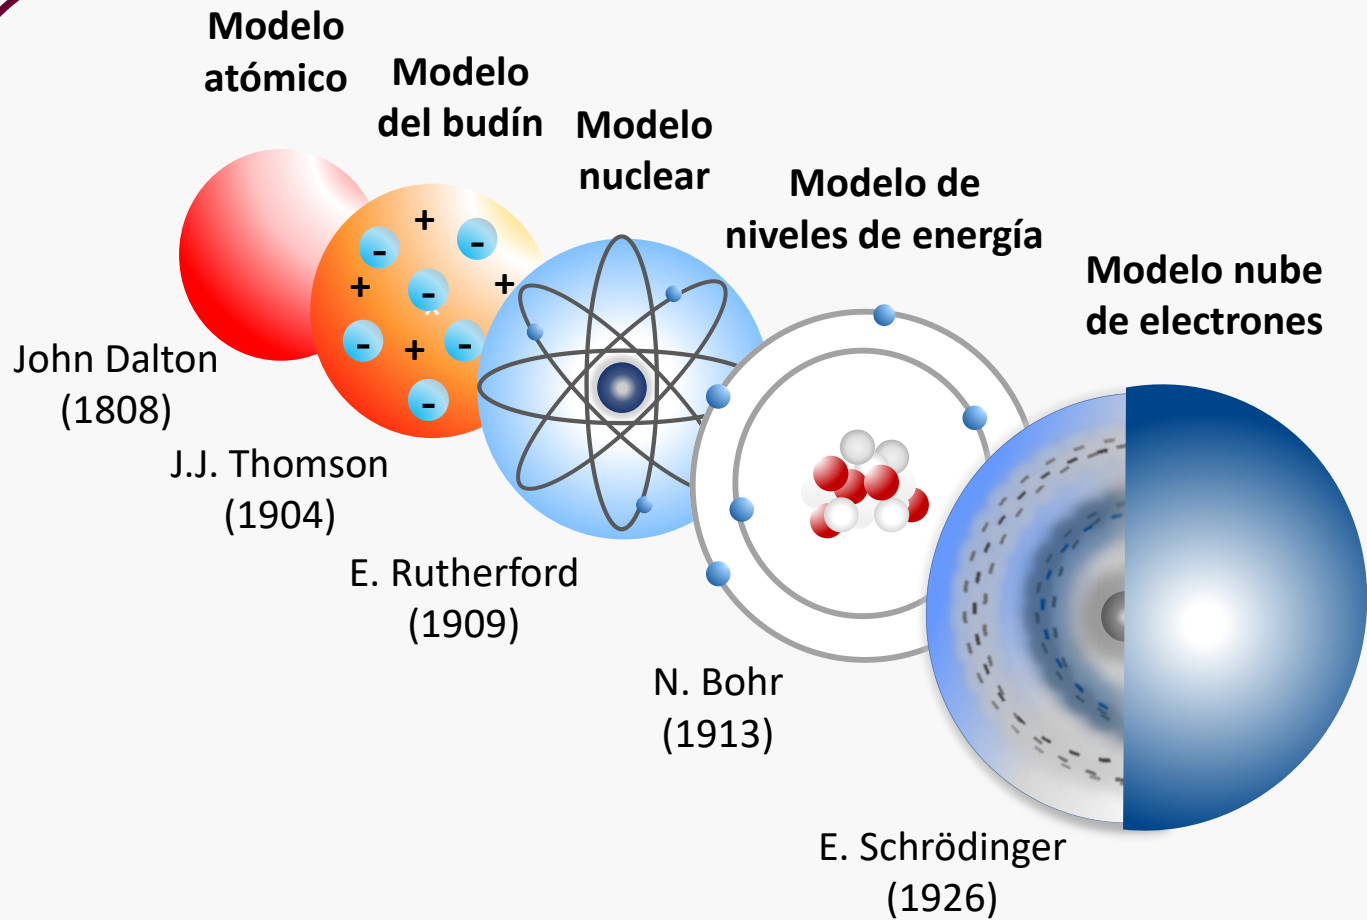 Modelo
atómico
John Dalton
(1808)
Modelo
del budín
+
-
-
+
-
+
-
+
-
-
J.J. Thomson
(1904)
Modelo
nuclear
E. Rutherford
(1909)
Modelo de
niveles de energía
N. Bohr
(1913)
Modelo nube
de electrones
E. Schrödinger
(1926)